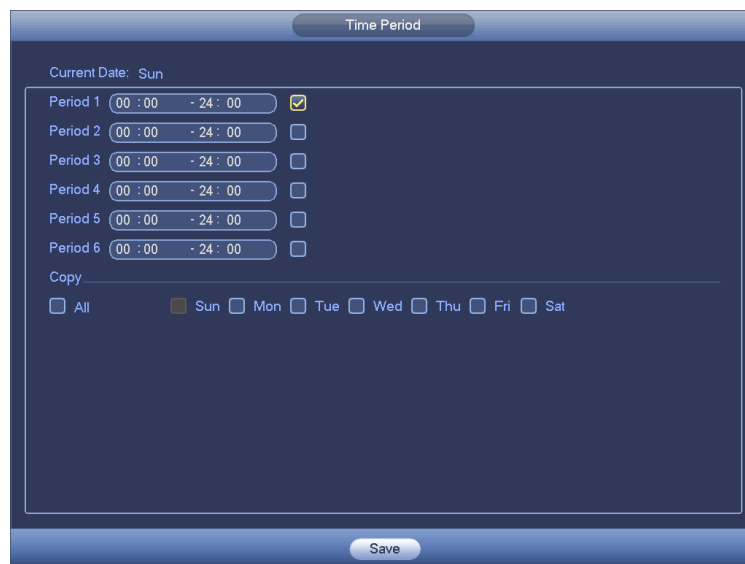 Time Period
Current Date: Sun
Period 1 00 : 00 - 24 : 00
Period 2 00 : 00 - 24 : 00
Period 3 00 : 00 - 24 : 00
Period 4 00 : 00 - 24 : 00
Period 5 00 : 00 - 24 : 00
Period 6 00 : 00 - 24 : 00
Copy
All Sun Mon Tue Wed Thu Fri Sat
Save